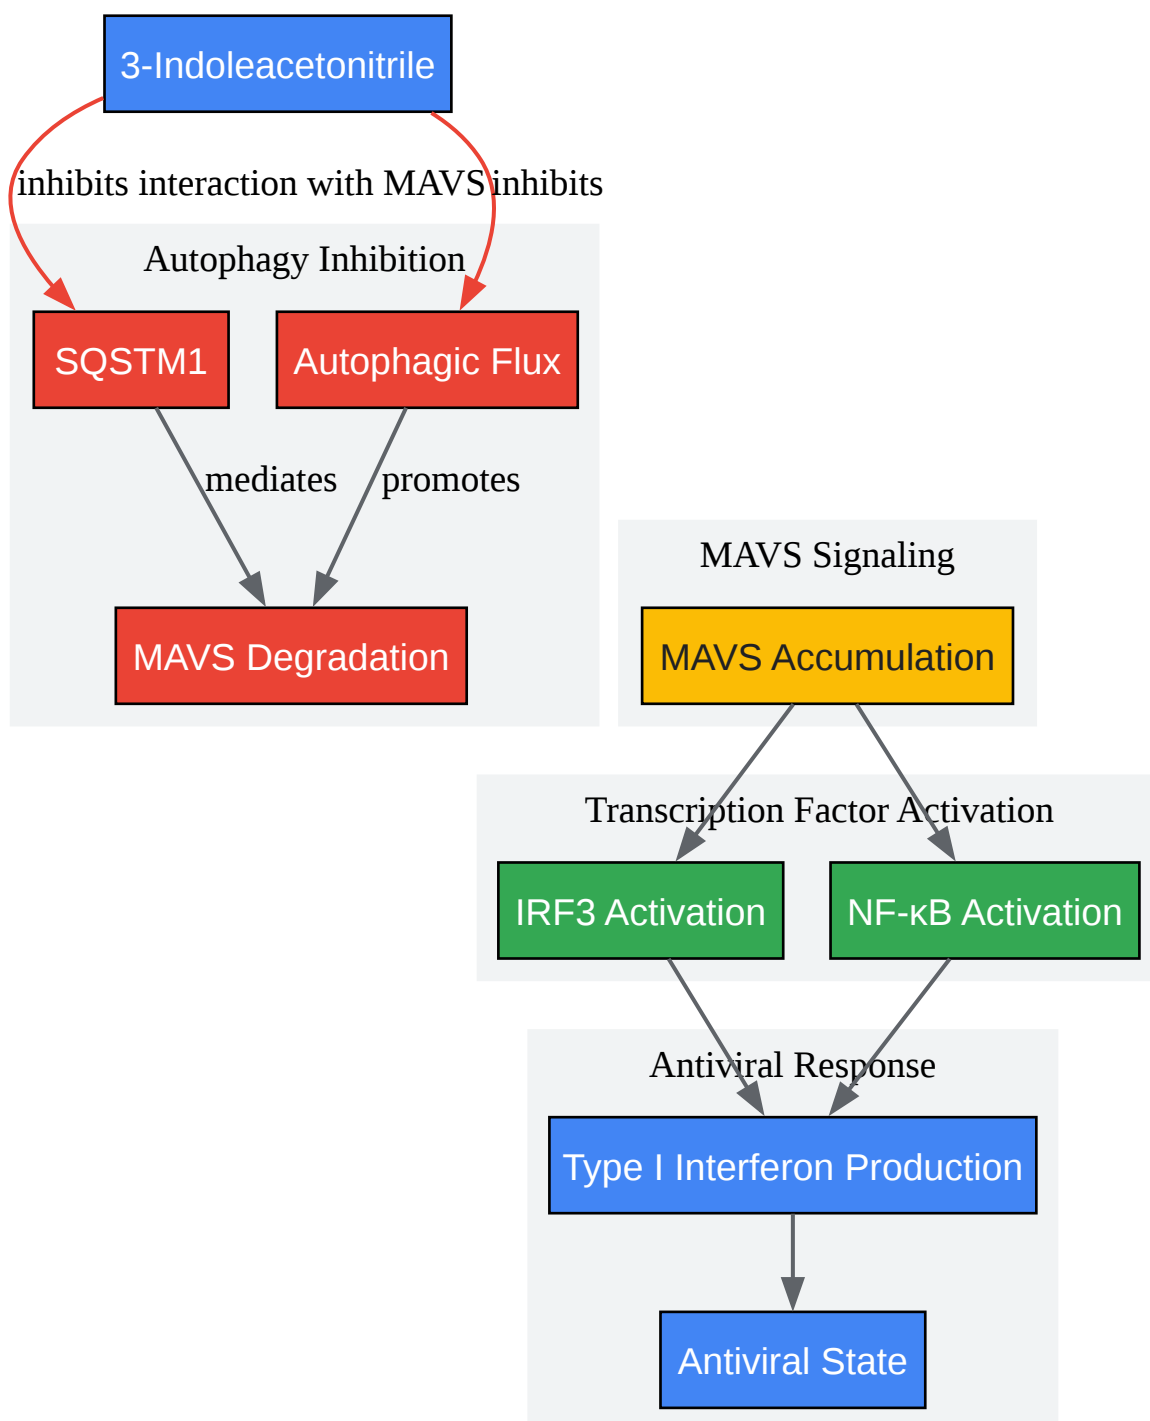 3-Indoleacetonitrile
inhibits interaction with MAVS
inhibits
Autophagy Inhibition
SQSTM1
Autophagic Flux
mediates
promotes
MAVS Signaling
MAVS Degradation
MAVS Accumulation
Transcription Factor Activation
IRF3 Activation
NF-κB Activation
Antiviral Response
Type I Interferon Production
Antiviral State